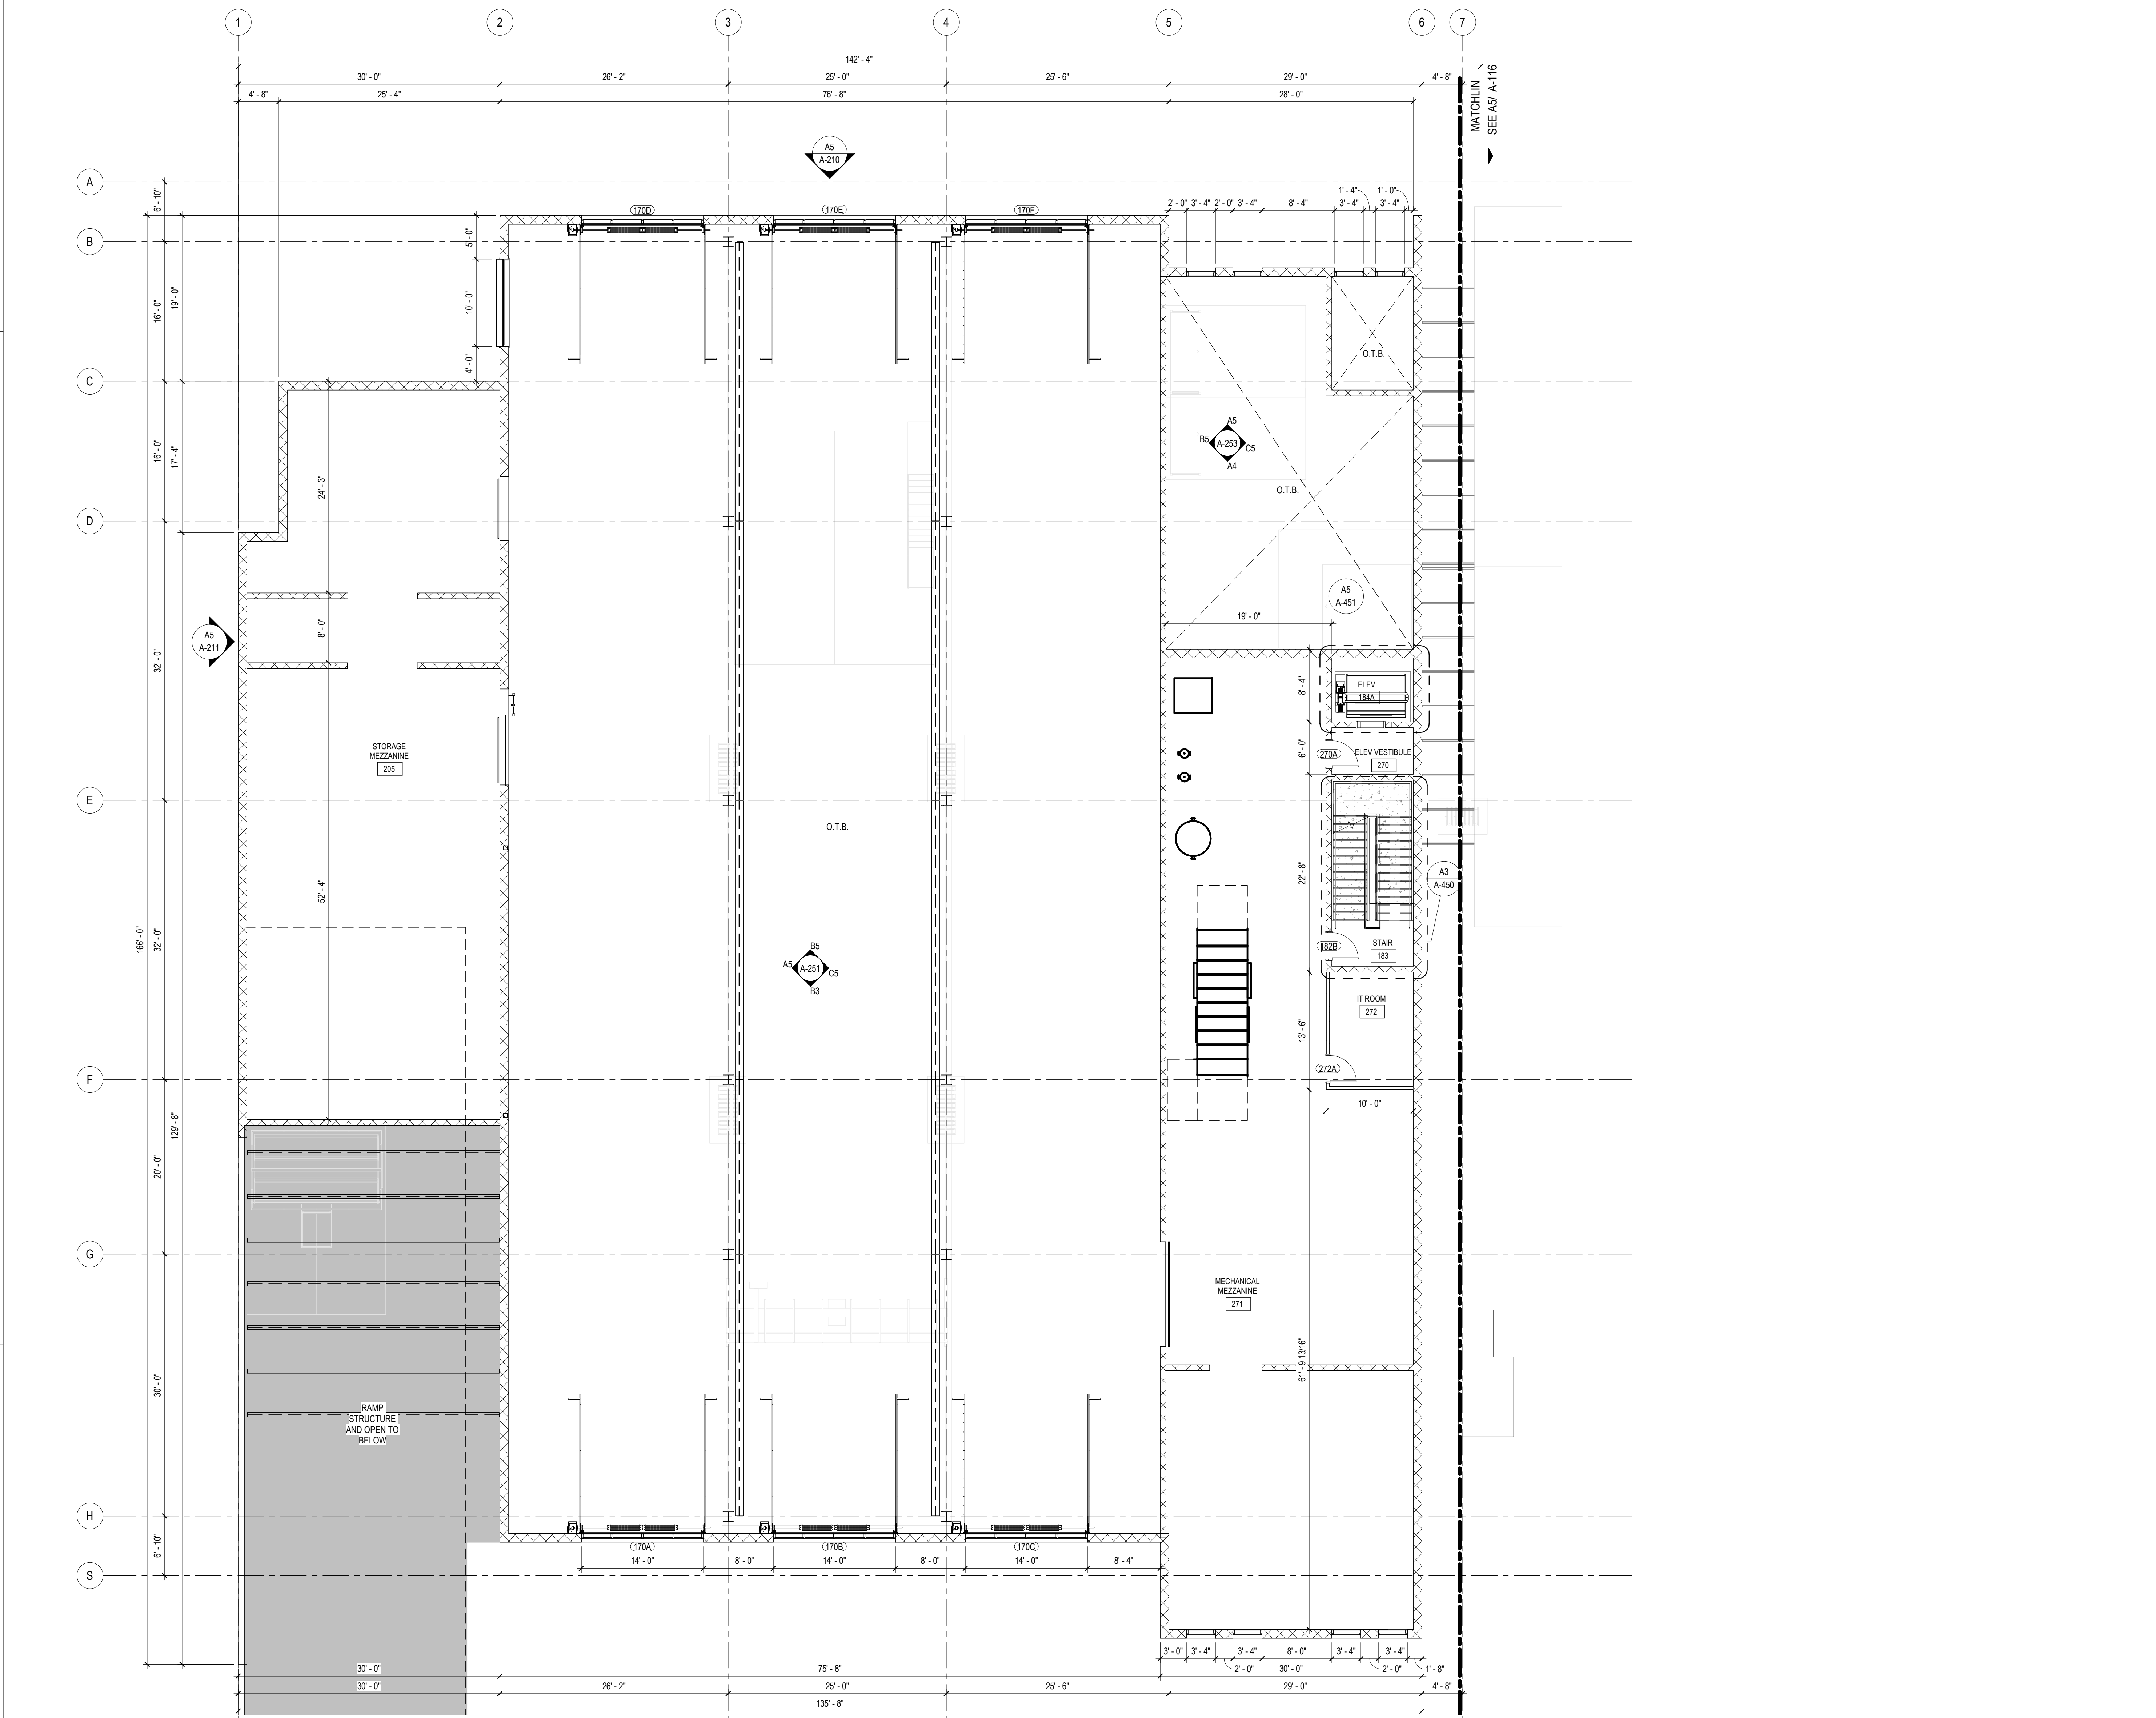 1 2 3 4 5 6 7
142' - 4"
30' - 0" 26' - 2" 25' - 0" 25' - 6" 29' - 0" 4' - 8"
4' - 8" 25' - 4" 76' - 8" 28' - 0"
MATCHLIN
SEE A5/ A-116
A5
A-210
A
B
C
D
E
F
G
H
S
6' - 10"
16' - 0"
16' - 0"
32' - 0"
32' - 0"
20' - 0"
30' - 0"
6' - 10"
166' - 0"
19' - 0"
17' - 4"
129' - 8"
5' - 0"
10' - 0"
4' - 0"
170D 170E 170F
1' - 4" 1' - 0"
2' - 0" 3' - 4" 2' - 0" 3' - 4" 8' - 4" 3' - 4" 3' - 4"
O.T.B.
A5
B5 A-253 C5
A4
O.T.B.
24' - 3"
8' - 0"
52' - 4"
A5
A-211
A5
A-451
19' - 0"
8' - 4"
6' - 0"
22' - 8"
13' - 6"
61' - 9 13/16"
ELEV
184A
270A
ELEV VESTIBULE
270
STORAGE
MEZZANINE
205
O.T.B.
A3
A-450
B5
A5 A-251 C5
B3
182B
STAIR
183
IT ROOM
272
272A
10' - 0"
MECHANICAL
MEZZANINE
271
RAMP
STRUCTURE
AND OPEN TO
BELOW
170A 170B 170C
14' - 0" 8' - 0" 14' - 0" 8' - 0" 14' - 0" 8' - 4"
3' - 0" 3' - 4" 3' - 4" 8' - 0" 3' - 4" 3' - 4"
2' - 0" 2' - 0" 1' - 8"
30' - 0" 75' - 8" 30' - 0"
30' - 0" 26' - 2" 25' - 0" 25' - 6" 29' - 0" 4' - 8"
135' - 8"